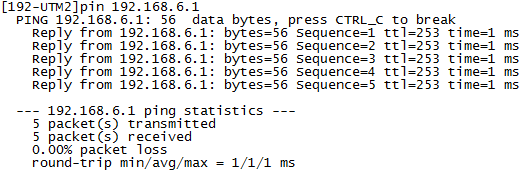 [192-UTM2]pin 192.168.6.1
PING 192.168.6.1: 56  data bytes, press CTRL_C to break
Reply from 192.168.6.1: bytes=56 Sequence=1 ttl=253 time=1 ms
Reply from 192.168.6.1: bytes=56 Sequence=2 ttl=253 time=1 ms
Reply from 192.168.6.1: bytes=56 Sequence=3 ttl=253 time=1 ms
Reply from 192.168.6.1: bytes=56 Sequence=4 ttl=253 time=1 ms
Reply from 192.168.6.1: bytes=56 Sequence=5 ttl=253 time=1 ms
--- 192.168.6.1 ping statistics ---
5 packet(s) transmitted
5 packet(s) received
0.00% packet loss
round-trip min/avg/max = 1/1/1 ms